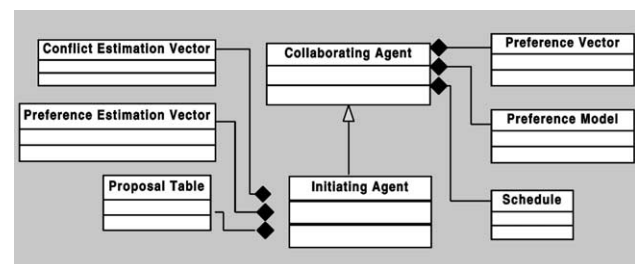 Conflict Estimation Vector
Collaborating Agent
Preference Vector
Preference Estimation Vector
Preference Model
Proposal Table
Initiating Agent
Schedule